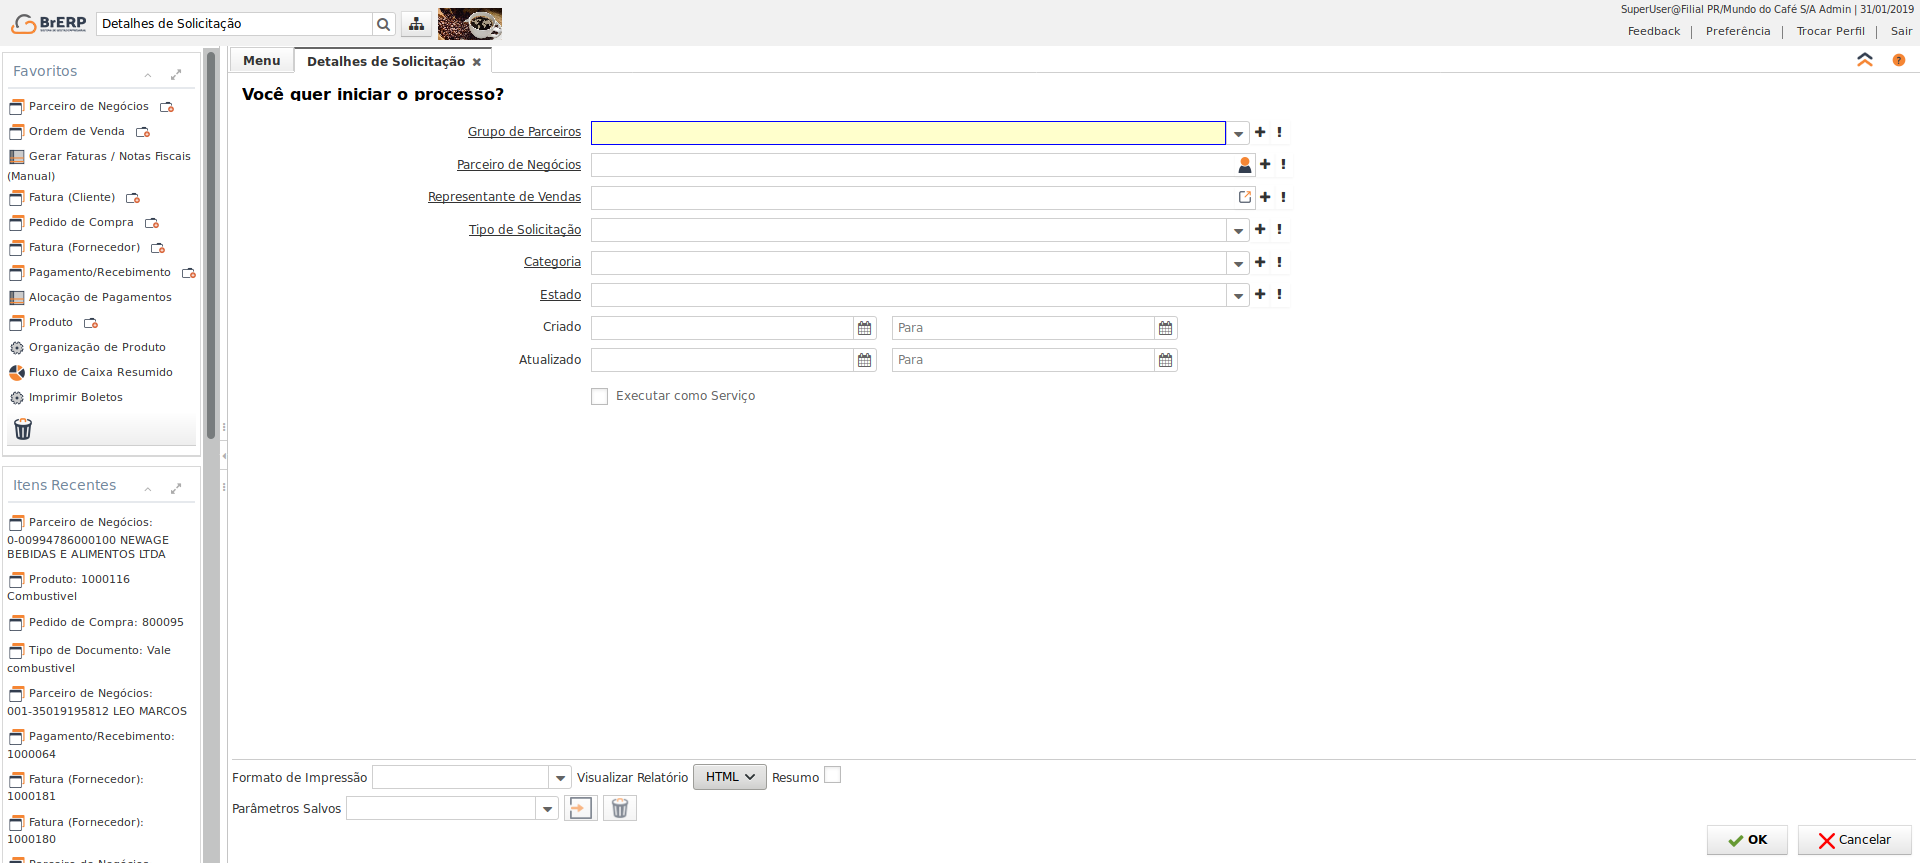 BrERP
Detalhes de Solicitação
SuperUser@Filial PR/Mundo do Café S/A Admin | 31/01/2019
Feedback | Preferência | Trocar Perfil | Sair
Favoritos
Parceiro de Negócios
Ordem de Venda
Gerar Faturas / Notas Fiscais
(Manual)
Fatura (Cliente)
Pedido de Compra
Fatura (Fornecedor)
Pagamento/Recebimento
Alocação de Pagamentos
Produto
Organização de Produto
Fluxo de Caixa Resumido
Imprimir Boletos
Itens Recentes
Parceiro de Negócios:
0-00994786000100 NEWAGE
BEBIDAS E ALIMENTOS LTDA
Produto: 1000116
Combustivel
Pedido de Compra: 800095
Tipo de Documento: Vale
combustivel
Parceiro de Negócios:
001-35019195812 LEO MARCOS
Pagamento/Recebimento:
1000064
Fatura (Fornecedor):
1000181
Fatura (Fornecedor):
1000180
Parceiro de Negócios
Menu
Detalhes de Solicitação
Você quer iniciar o processo?
Grupo de Parceiros
Parceiro de Negócios
Representante de Vendas
Tipo de Solicitação
Categoria
Estado
Criado Para
Atualizado Para
Executar como Serviço
Formato de Impressão Visualizar Relatório HTML Resumo
Parâmetros Salvos
OK Cancelar